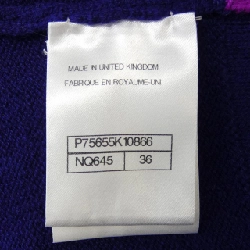 MADE IN UNITED KINGDOM
FABRIQUE EN ROYAUME-UNI
P75655K10866
NQ645 36